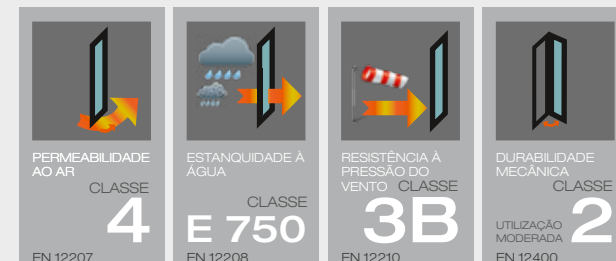 PERMEABILIDADE
AO AR
CLASSE
4
EN 12207
ESTANQUIDADE À
ÁGUA
CLASSE
E 750
EN 12208
RESISTÊNCIA À
PRESSÃO DO
VENTO CLASSE
3B
EN 12210
DURABILIDADE
MECÂNICA
CLASSE
UTILIZAÇÃO
MODERADA 2
EN 12400